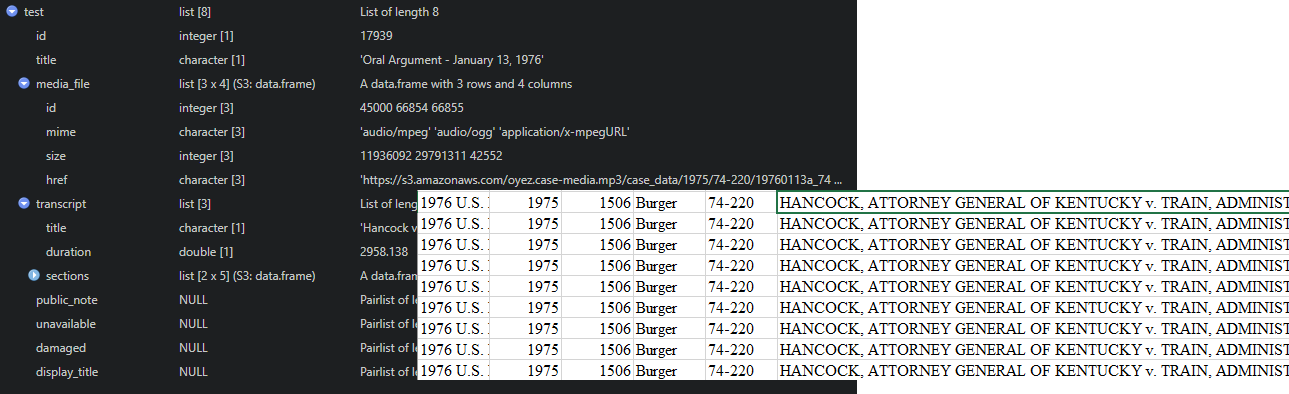 test list [8] List of length 8
id integer [1] 17939
title character [1] 'Oral Argument - January 13, 1976'
media_file list [3 x 4] (S3: data.frame) A data.frame with 3 rows and 4 columns
id integer [3] 45000 66854 66855
mime character [3] 'audio/mpeg' 'audio/ogg' 'application/x-mpegURL'
size integer [3] 11936092 29791311 42552
href character [3] 'https://s3.amazonaws.com/oyez.case-media.mp3/case_data/1975/74-220/19760113a_74 ...
transcript list [3] List of leng
title character [1] 'Hancock v
duration double [1] 2958.138
sections list [2 x 5] (S3: data.frame) A data.fran
public_note NULL Pairlist of le
unavailable NULL Pairlist of le
damaged NULL Pairlist of le
display_title NULL Pairlist of le
1976 U.S. 1975 1506 Burger 74-220 HANCOCK, ATTORNEY GENERAL OF KENTUCKY v. TRAIN, ADMINIST
1976 U.S. 1975 1506 Burger 74-220 HANCOCK, ATTORNEY GENERAL OF KENTUCKY v. TRAIN, ADMINIST
1976 U.S. 1975 1506 Burger 74-220 HANCOCK, ATTORNEY GENERAL OF KENTUCKY v. TRAIN, ADMINIST
1976 U.S. 1975 1506 Burger 74-220 HANCOCK, ATTORNEY GENERAL OF KENTUCKY v. TRAIN, ADMINIST
1976 U.S. 1975 1506 Burger 74-220 HANCOCK, ATTORNEY GENERAL OF KENTUCKY v. TRAIN, ADMINIST
1976 U.S. 1975 1506 Burger 74-220 HANCOCK, ATTORNEY GENERAL OF KENTUCKY v. TRAIN, ADMINIST
1976 U.S. 1975 1506 Burger 74-220 HANCOCK, ATTORNEY GENERAL OF KENTUCKY v. TRAIN, ADMINIST
1976 U.S. 1975 1506 Burger 74-220 HANCOCK, ATTORNEY GENERAL OF KENTUCKY v. TRAIN, ADMINIST
1976 U.S. 1975 1506 Burger 74-220 HANCOCK, ATTORNEY GENERAL OF KENTUCKY v. TRAIN, ADMINIST